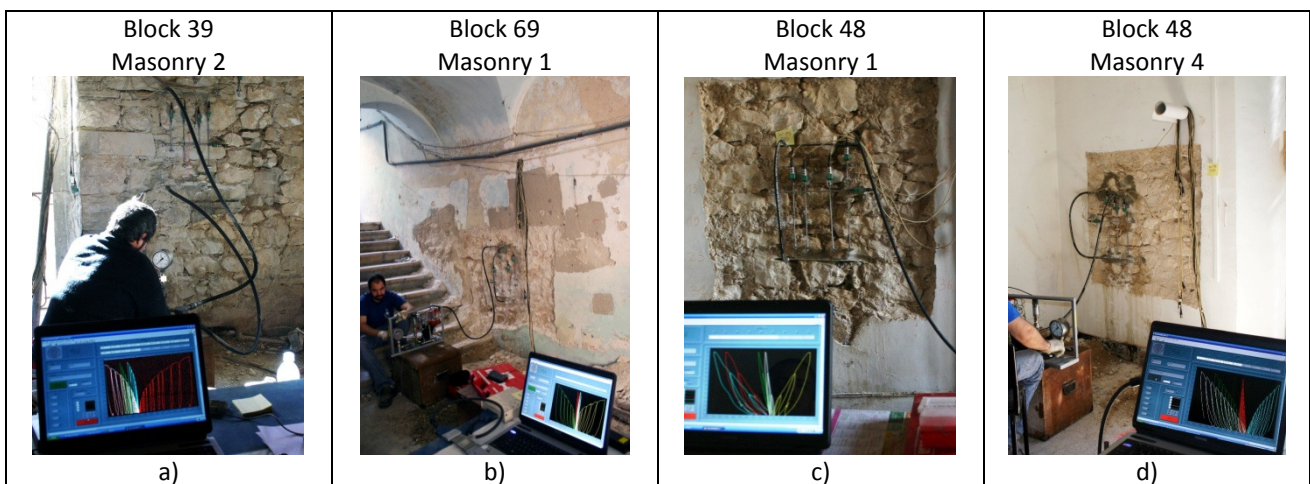 Block 39
Masonry 2
Block 69
Masonry 1
Block 48
Masonry 1
Block 48
Masonry 4
a)
b)
c)
d)